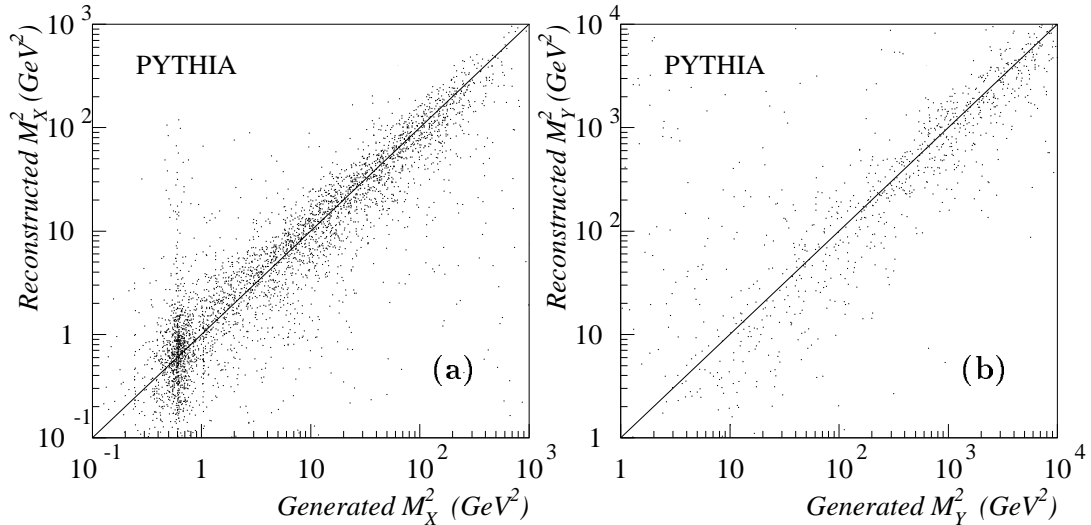 Reconstructed M_X^2 (GeV^2)
10^3
10^2
10
1
10^-1
PYTHIA
(a)
10^-1
1
10
10^2
10^3
Generated M_X^2 (GeV^2)
Reconstructed M_Y^2 (GeV^2)
10^4
10^3
10^2
10
1
PYTHIA
(b)
1
10
10^2
10^3
10^4
Generated M_Y^2 (GeV^2)